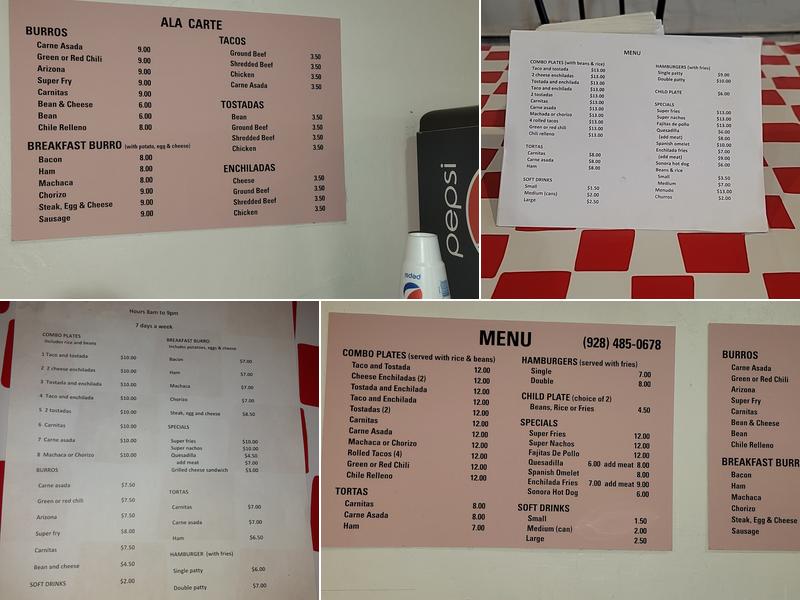 ALA CARTE
BURROS
Carne Asada 9.00
Green or Red Chili 9.00
Arizona 9.00
Super Fry 9.00
Carnitas 9.00
Bean & Cheese 6.00
Bean 6.00
Chile Relleno 8.00
BREAKFAST BURRO (with potato, egg & cheese)
Bacon 8.00
Ham 8.00
Machaca 8.00
Chorizo 9.00
Steak, Egg & Cheese 9.00
Sausage 9.00
TACOS
Ground Beef 3.50
Shredded Beef 3.50
Chicken 3.50
Carne Asada 3.50
TOSTADAS
Bean 3.50
Ground Beef 3.50
Shredded Beef 3.50
Chicken 3.50
ENCHILADAS
Cheese 3.50
Ground Beef 3.50
Shredded Beef 3.50
Chicken 3.50
pepsi
MENU
COMBO PLATES (with beans & rice)
Taco and tostada $13.00
2 cheese enchiladas $13.00
Tostada and enchilada $13.00
Taco and enchilada $13.00
2 tostadas $13.00
Carnitas $13.00
Carne asada $13.00
Machada or chorizo $13.00
4 rolled tacos $13.00
Green or red chili $13.00
Chili relleno $13.00
TORTAS
Carnitas $8.00
Carne asada $8.00
Ham $8.00
SOFT DRINKS
Small $1.50
Medium (cans) $2.00
Large $2.50
HAMBURGERS (with fries)
Single patty $9.00
Double patty $10.00
CHILD PLATE $6.00
SPECIALS
Super fries $13.00
Super nachos $13.00
Fajitas de pollo $13.00
Quesadilla $6.00
(add meat) $8.00
Spanish omelet $10.00
Enchilada fries $7.00
(add meat) $9.00
Sonora hot dog $6.00
Beans & rice
Small $3.50
Medium $7.00
Menudo $13.00
Churros $2.00
Hours 8am to 9pm
7 days a week
COMBO PLATES
(includes rice and beans)
1 Taco and tostada $10.00
2 2 cheese enchiladas $10.00
3 Tostada and enchilada $10.00
4 Taco and enchilada $10.00
5 2 tostadas $10.00
6 Carnitas $10.00
7 Carne asada $10.00
8 Machaca or Chorizo $10.00
BURROS
Carne asada $7.50
Green or red chili $7.50
Arizona $7.50
Super fry $8.00
Carnitas $7.50
Bean and cheese $4.50
SOFT DRINKS $2.00
BREAKFAST BURRO
Includes potatoes, eggs & cheese
Bacon $7.00
Ham $7.00
Machaca $7.00
Chorizo $7.00
Steak, egg and cheese $8.50
SPECIALS
Super fries $10.00
Super nachos $10.00
Quesadilla $4.50
add meat $7.00
Grilled cheese sandwich $3.00
TORTAS
Carnitas $7.00
Carne asada $7.00
Ham $6.50
HAMBURGER (with fries)
Single patty $6.00
Double patty $7.00
MENU (928) 485-0678
COMBO PLATES (served with rice & beans)
Taco and Tostada 12.00
Cheese Enchiladas (2) 12.00
Tostada and Enchilada 12.00
Taco and Enchilada 12.00
Tostadas (2) 12.00
Carnitas 12.00
Carne Asada 12.00
Machaca or Chorizo 12.00
Rolled Tacos (4) 12.00
Green or Red Chili 12.00
Chile Relleno 12.00
TORTAS
Carnitas 8.00
Carne Asada 8.00
Ham 7.00
HAMBURGERS (served with fries)
Single 7.00
Double 8.00
CHILD PLATE (choice of 2)
Beans, Rice or Fries 4.50
SPECIALS
Super Fries 12.00
Super Nachos 12.00
Fajitas De Pollo 12.00
Quesadilla 6.00 add meat 8.00
Spanish Omelet 8.00
Enchilada Fries 7.00 add meat 9.00
Sonora Hot Dog 6.00
SOFT DRINKS
Small 1.50
Medium (can) 2.00
Large 2.50
BURROS
Carne Asada
Green or Red Chili
Arizona
Super Fry
Carnitas
Bean & Cheese
Bean
Chile Relleno
BREAKFAST BURR
Bacon
Ham
Machaca
Chorizo
Steak, Egg & Cheese
Sausage